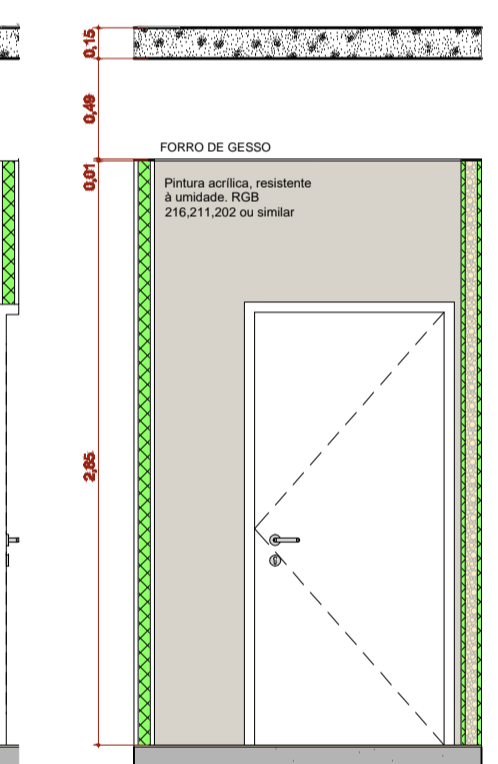 0,15
0,49
FORRO DE GESSO
0,01
Pintura acrílica, resistente
à umidade. RGB
216,211,202 ou similar
2,85